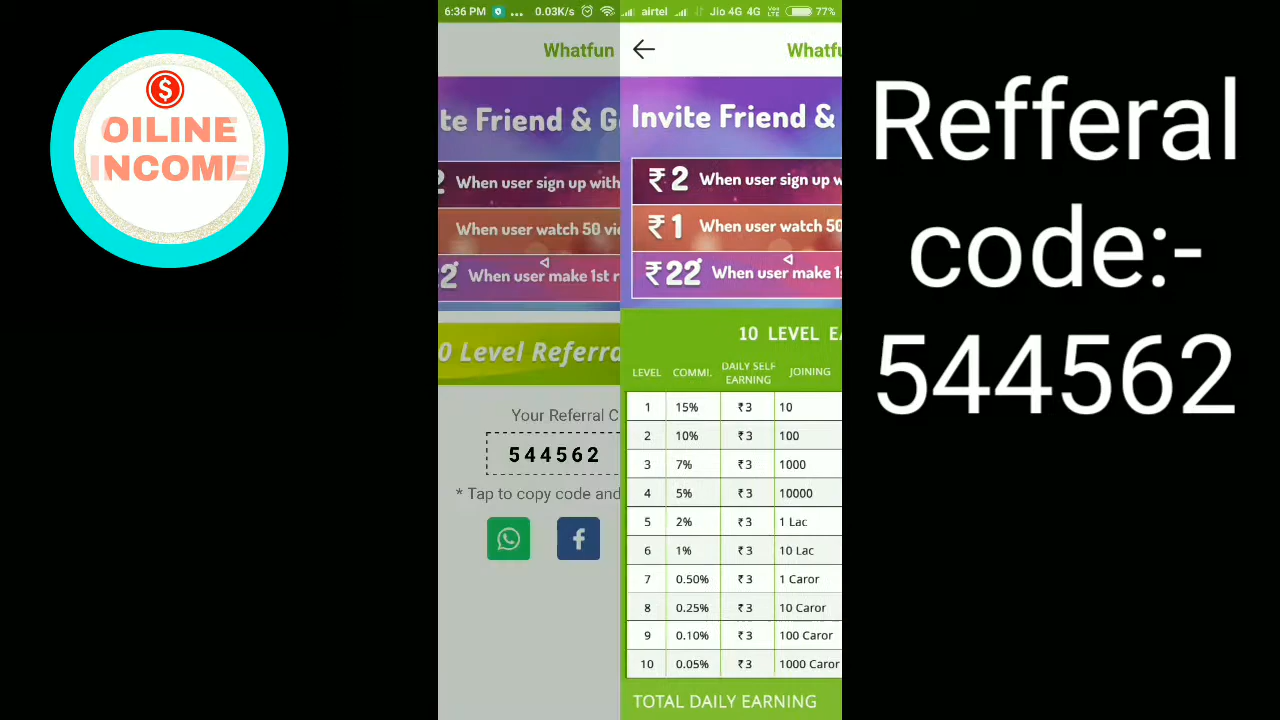 $
OILINE
INCOME
6:36 PM ... 0.03K/s
airtel Jio 4G 4G VoLTE 77%
Whatfun
te Friend & G
2 When user sign up with
When user watch 50 vi
2* When user make 1st r
0 Level Referra
Your Referral C
544562
* Tap to copy code and
f
Whatfu
Invite Friend &
₹2 When user sign up w
₹1 When user watch 50
₹22* When user make 1s
10 LEVEL EA
LEVEL COMMI. DAILY SELF EARNING JOINING
1 15% ₹3 10
2 10% ₹3 100
3 7% ₹3 1000
4 5% ₹3 10000
5 2% ₹3 1 Lac
6 1% ₹3 10 Lac
7 0.50% ₹3 1 Caror
8 0.25% ₹3 10 Caror
9 0.10% ₹3 100 Caror
10 0.05% ₹3 1000 Caror
TOTAL DAILY EARNING
Refferal
code:-
544562